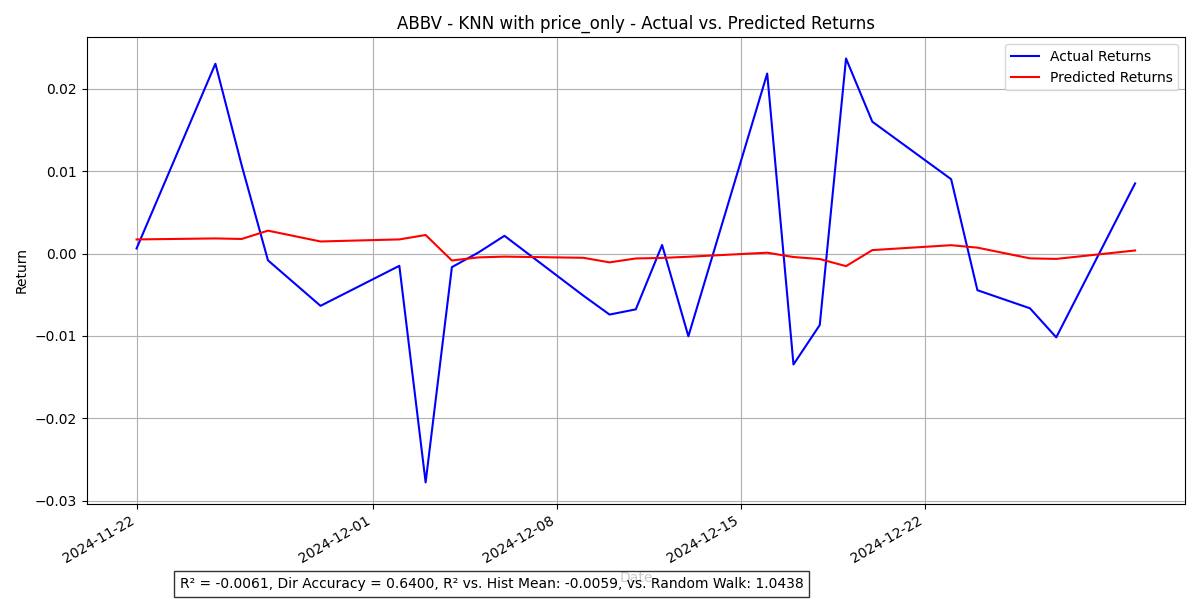 ABBV - KNN with price_only - Actual vs. Predicted Returns
Actual Returns
Predicted Returns
Return
0.02
0.01
0.00
−0.01
−0.02
−0.03
2024-11-22
2024-12-01
2024-12-08
2024-12-15
2024-12-22
Date
R² = -0.0061, Dir Accuracy = 0.6400, R² vs. Hist Mean: -0.0059, vs. Random Walk: 1.0438